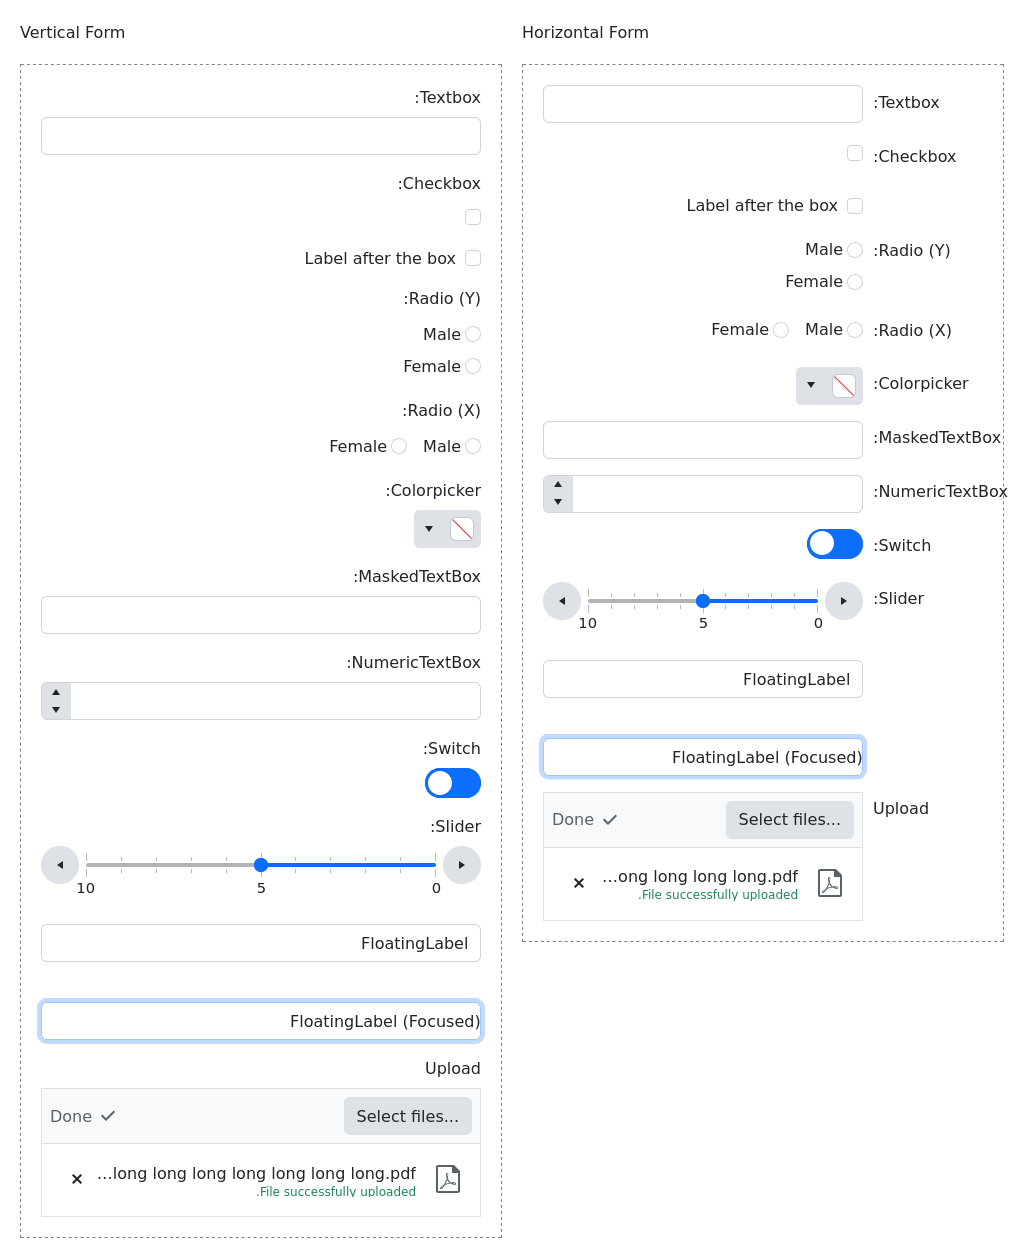 Vertical Form
:Textbox
:Checkbox
Label after the box
:Radio (Y)
Male
Female
:Radio (X)
Female Male
:Colorpicker
:MaskedTextBox
:NumericTextBox
:Switch
:Slider
10 5 0
FloatingLabel
FloatingLabel (Focused)
Upload
Done Select files...
...long long long long long long long.pdf
.File successfully uploaded
Horizontal Form
:Textbox
:Checkbox
Label after the box
Male :Radio (Y)
Female
Female Male :Radio (X)
:Colorpicker
:MaskedTextBox
:NumericTextBox
:Switch
:Slider
10 5 0
FloatingLabel
FloatingLabel (Focused)
Upload
Done Select files...
...ong long long long.pdf
.File successfully uploaded